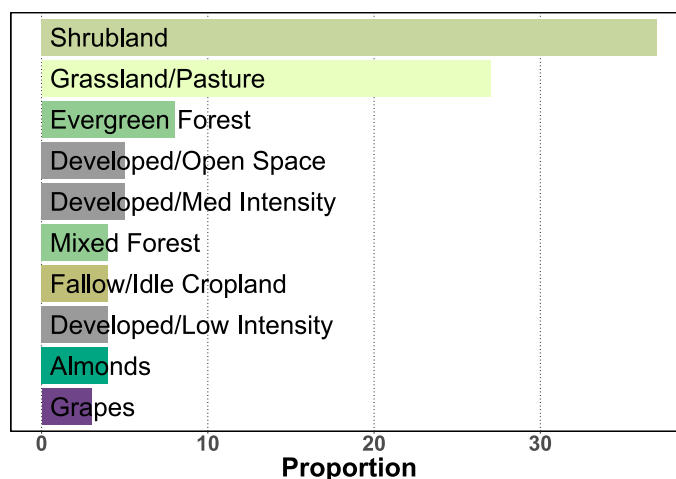 Shrubland
Grassland/Pasture
Evergreen Forest
Developed/Open Space
Developed/Med Intensity
Mixed Forest
Fallow/Idle Cropland
Developed/Low Intensity
Almonds
Grapes
0 10 20 30
Proportion